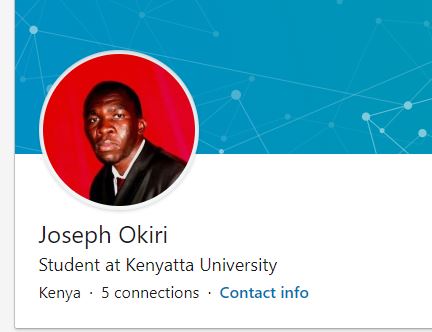 Joseph Okiri
Student at Kenyatta University
Kenya · 5 connections · Contact info